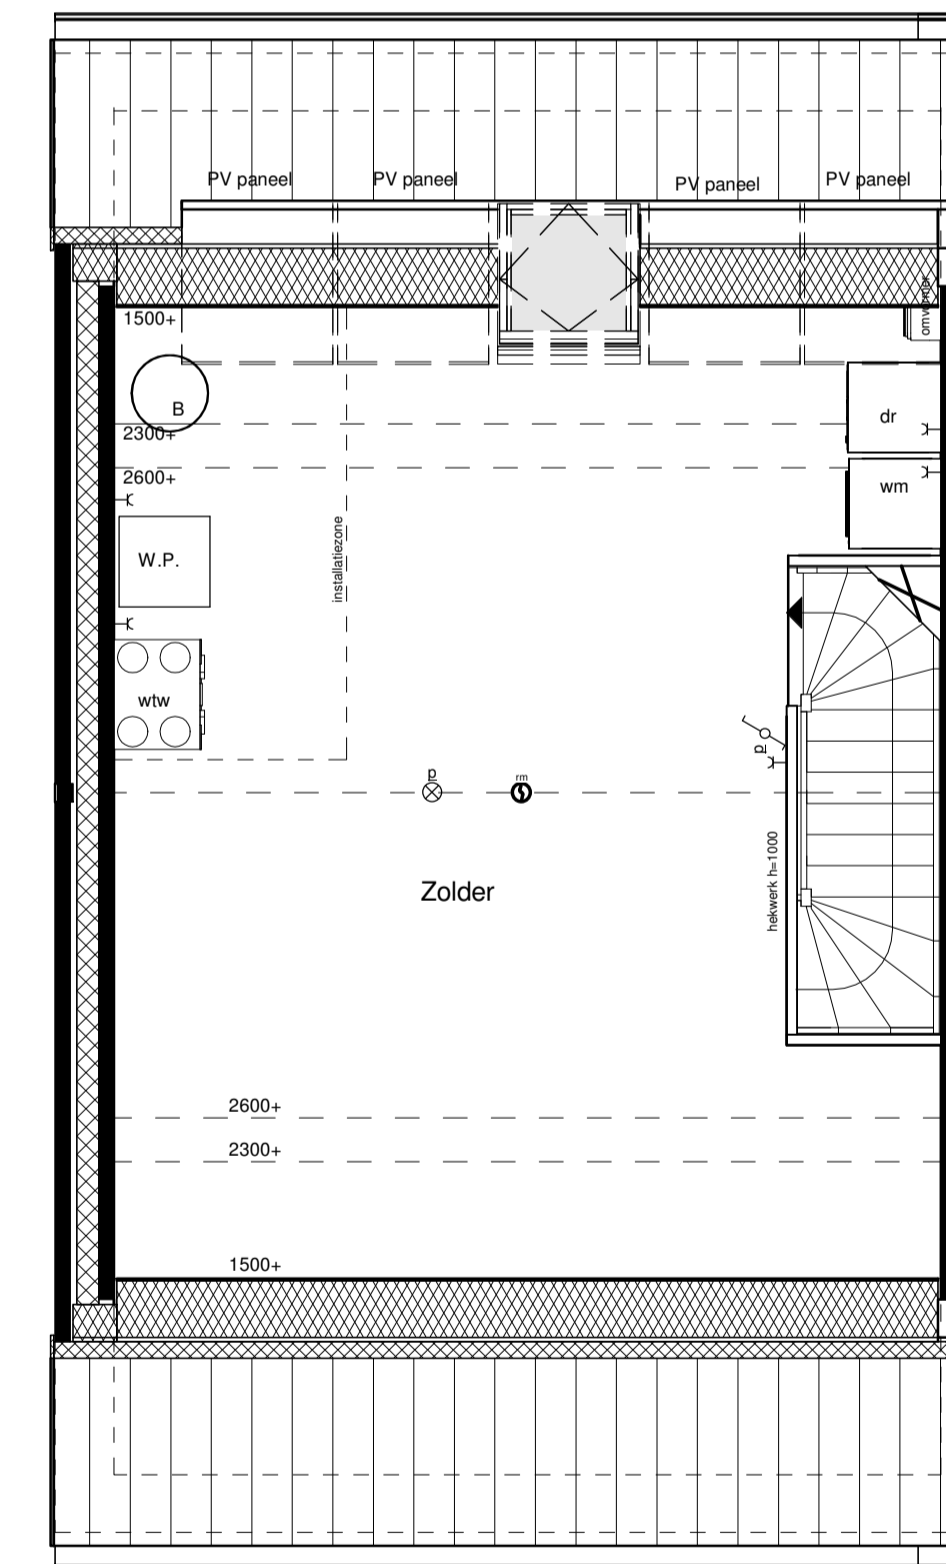 PV paneel
PV paneel
PV paneel
PV paneel
1500+
omvormer
B
dr
2300+
2600+
wm
W.P.
installatiezone
wtw
p
p
rm
hekwerk h=1000
Zolder
2600+
2300+
1500+